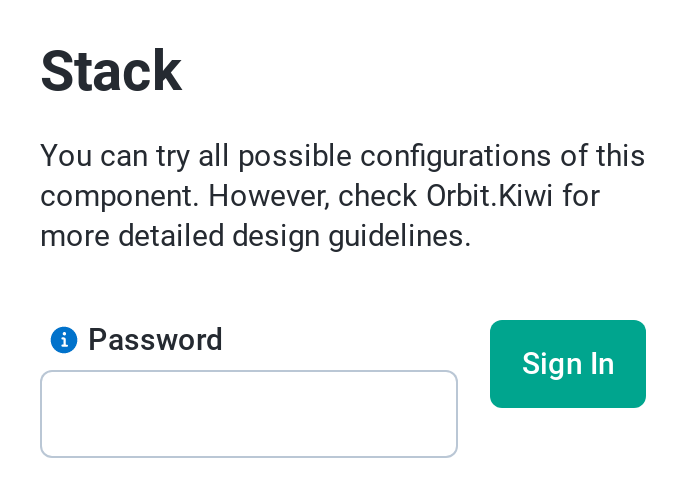 Stack
You can try all possible configurations of this
component. However, check Orbit.Kiwi for
more detailed design guidelines.
Password
Sign In